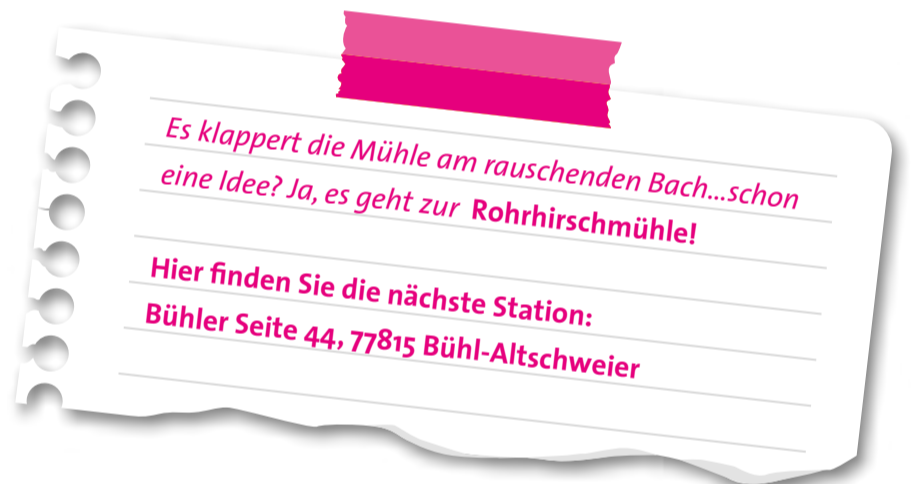 Es klappert die Mühle am rauschenden Bach...schon
eine Idee? Ja, es geht zur Rohrhirschmühle!
Hier finden Sie die nächste Station:
Bühler Seite 44, 77815 Bühl-Altschweier